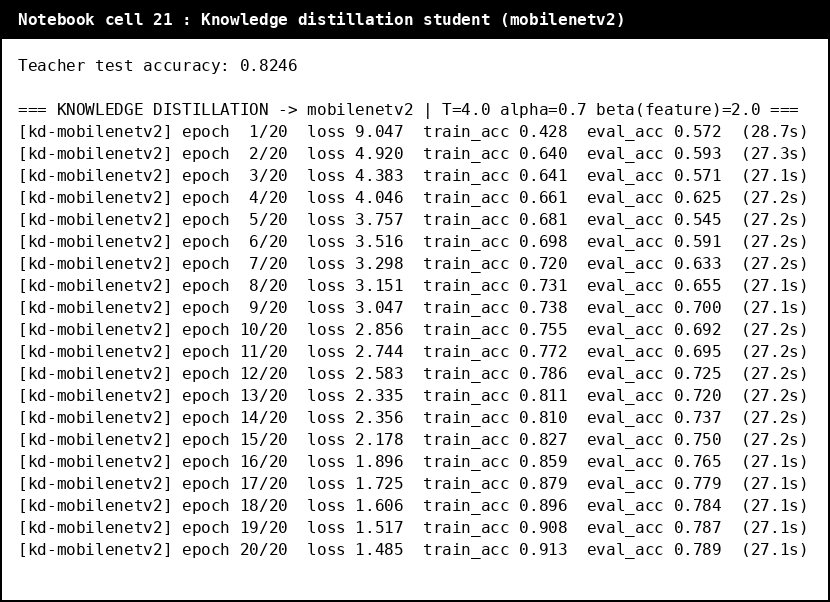 Notebook cell 21 : Knowledge distillation student (mobilenetv2)
Teacher test accuracy: 0.8246
=== KNOWLEDGE DISTILLATION -> mobilenetv2 | T=4.0 alpha=0.7 beta(feature)=2.0 ===
[kd-mobilenetv2] epoch  1/20  loss 9.047  train_acc 0.428  eval_acc 0.572  (28.7s)
[kd-mobilenetv2] epoch  2/20  loss 4.920  train_acc 0.640  eval_acc 0.593  (27.3s)
[kd-mobilenetv2] epoch  3/20  loss 4.383  train_acc 0.641  eval_acc 0.571  (27.1s)
[kd-mobilenetv2] epoch  4/20  loss 4.046  train_acc 0.661  eval_acc 0.625  (27.2s)
[kd-mobilenetv2] epoch  5/20  loss 3.757  train_acc 0.681  eval_acc 0.545  (27.2s)
[kd-mobilenetv2] epoch  6/20  loss 3.516  train_acc 0.698  eval_acc 0.591  (27.2s)
[kd-mobilenetv2] epoch  7/20  loss 3.298  train_acc 0.720  eval_acc 0.633  (27.2s)
[kd-mobilenetv2] epoch  8/20  loss 3.151  train_acc 0.731  eval_acc 0.655  (27.1s)
[kd-mobilenetv2] epoch  9/20  loss 3.047  train_acc 0.738  eval_acc 0.700  (27.1s)
[kd-mobilenetv2] epoch 10/20  loss 2.856  train_acc 0.755  eval_acc 0.692  (27.2s)
[kd-mobilenetv2] epoch 11/20  loss 2.744  train_acc 0.772  eval_acc 0.695  (27.2s)
[kd-mobilenetv2] epoch 12/20  loss 2.583  train_acc 0.786  eval_acc 0.725  (27.2s)
[kd-mobilenetv2] epoch 13/20  loss 2.335  train_acc 0.811  eval_acc 0.720  (27.2s)
[kd-mobilenetv2] epoch 14/20  loss 2.356  train_acc 0.810  eval_acc 0.737  (27.2s)
[kd-mobilenetv2] epoch 15/20  loss 2.178  train_acc 0.827  eval_acc 0.750  (27.2s)
[kd-mobilenetv2] epoch 16/20  loss 1.896  train_acc 0.859  eval_acc 0.765  (27.1s)
[kd-mobilenetv2] epoch 17/20  loss 1.725  train_acc 0.879  eval_acc 0.779  (27.1s)
[kd-mobilenetv2] epoch 18/20  loss 1.606  train_acc 0.896  eval_acc 0.784  (27.1s)
[kd-mobilenetv2] epoch 19/20  loss 1.517  train_acc 0.908  eval_acc 0.787  (27.1s)
[kd-mobilenetv2] epoch 20/20  loss 1.485  train_acc 0.913  eval_acc 0.789  (27.1s)